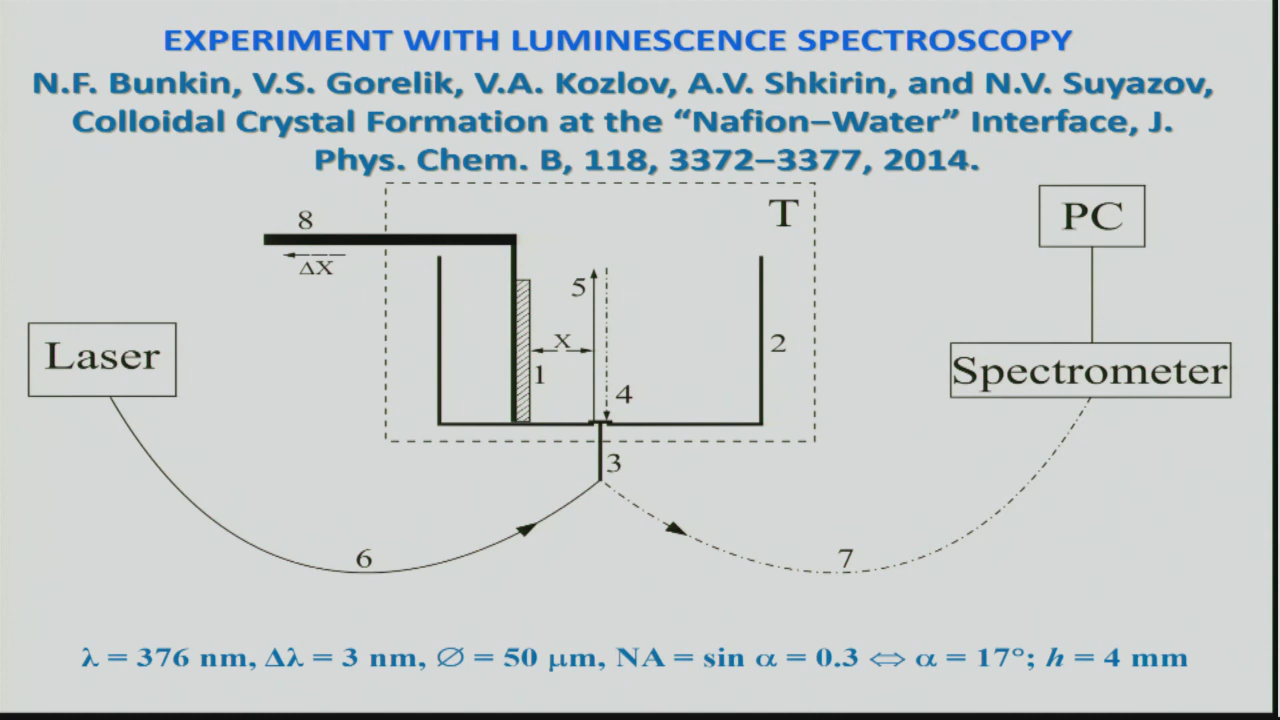 EXPERIMENT WITH LUMINESCENCE SPECTROSCOPY
N.F. Bunkin, V.S. Gorelik, V.A. Kozlov, A.V. Shkirin, and N.V. Suyazov,
Colloidal Crystal Formation at the “Nafion–Water” Interface, J.
Phys. Chem. B, 118, 3372–3377, 2014.
8
T
PC
ΔX
5
X
2
Laser
1
Spectrometer
4
3
6
7
λ = 376 nm, Δλ = 3 nm, ∅ = 50 μm, NA = sin α = 0.3 ⇔ α = 17°; h = 4 mm